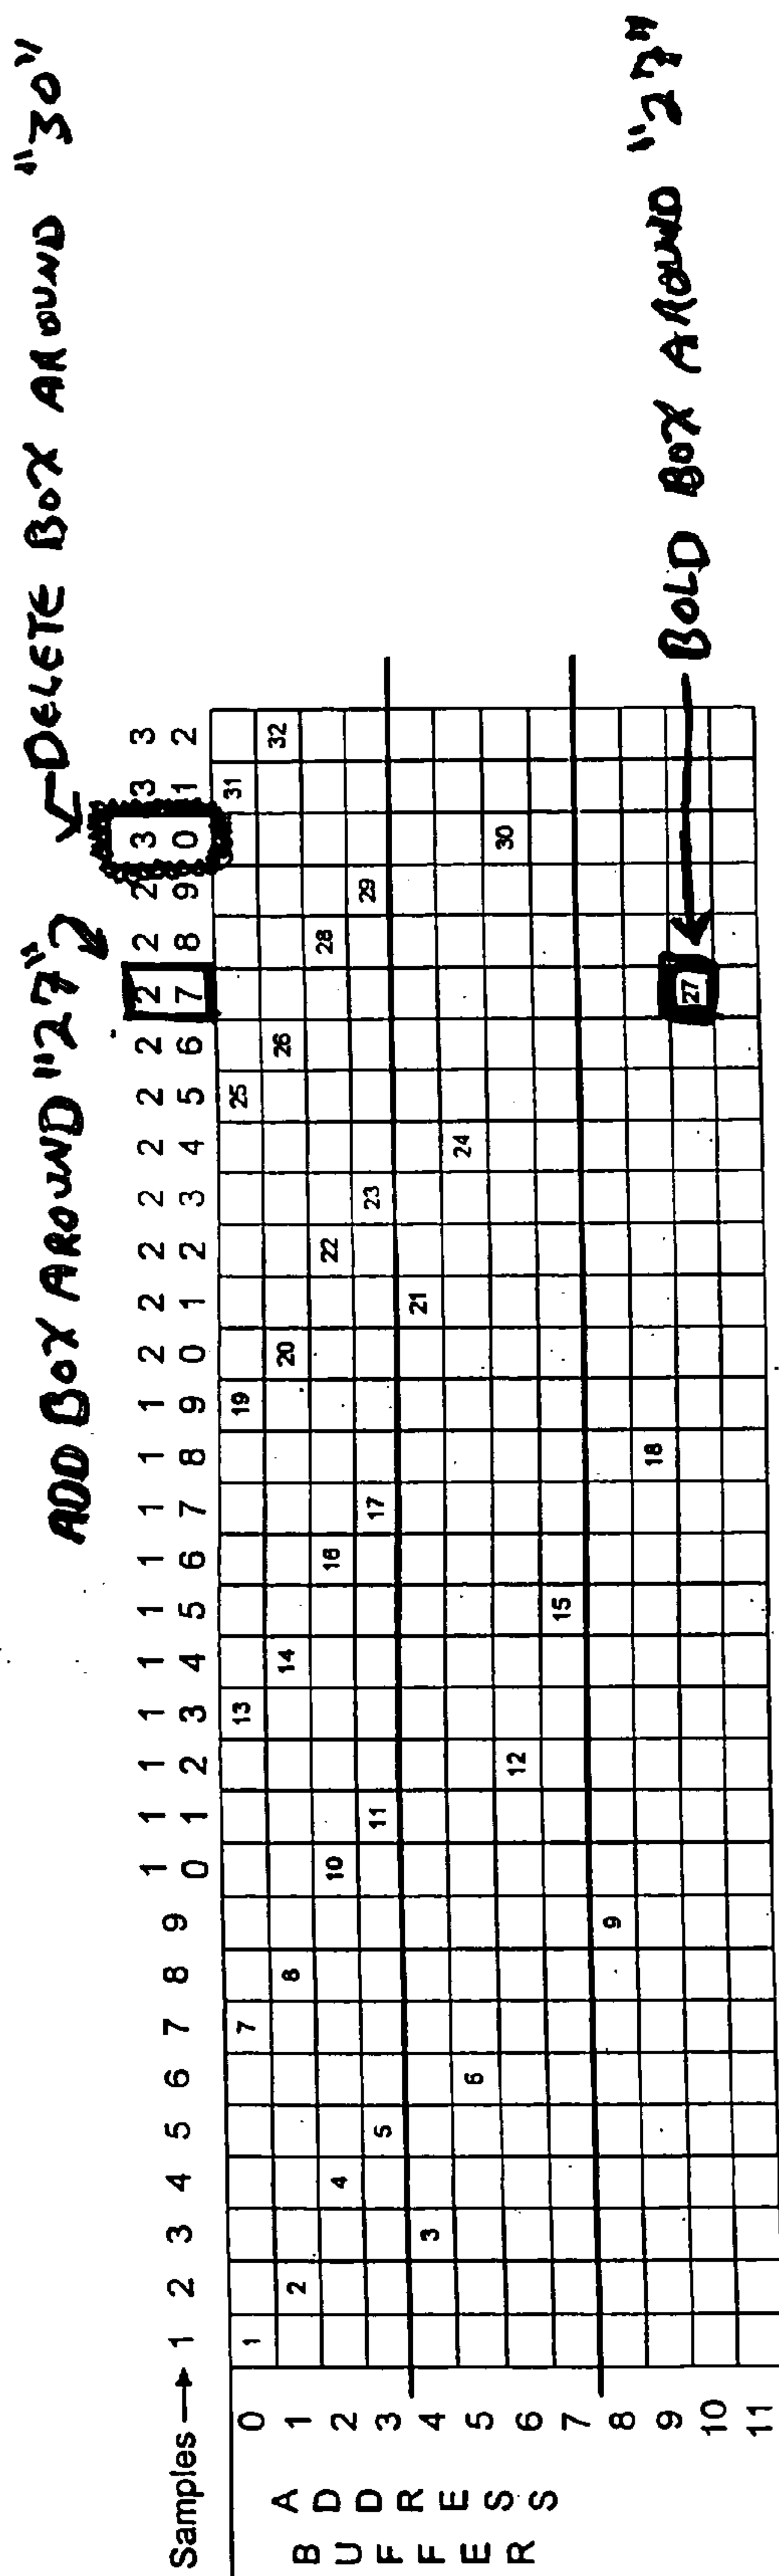 DELETE BOX AROUND "30"
ADD BOX AROUND "27"
Samples → 1 2 3 4 5 6 7 8 9 10 11 12 13 14 15 16 17 18 19 20 21 22 23 24 25 26 27 28 29 30 31 32
BUFFER
ADDRESS
0 1 7 13 19 25 31
1 2 8 14 20 26 32
2 4 10 16 22 28
3 5 11 17 23 29
4 3 21
5 6 24
6 12 30
7 15
8 9
9 18
10 27
11
BOLD BOX AROUND "27"